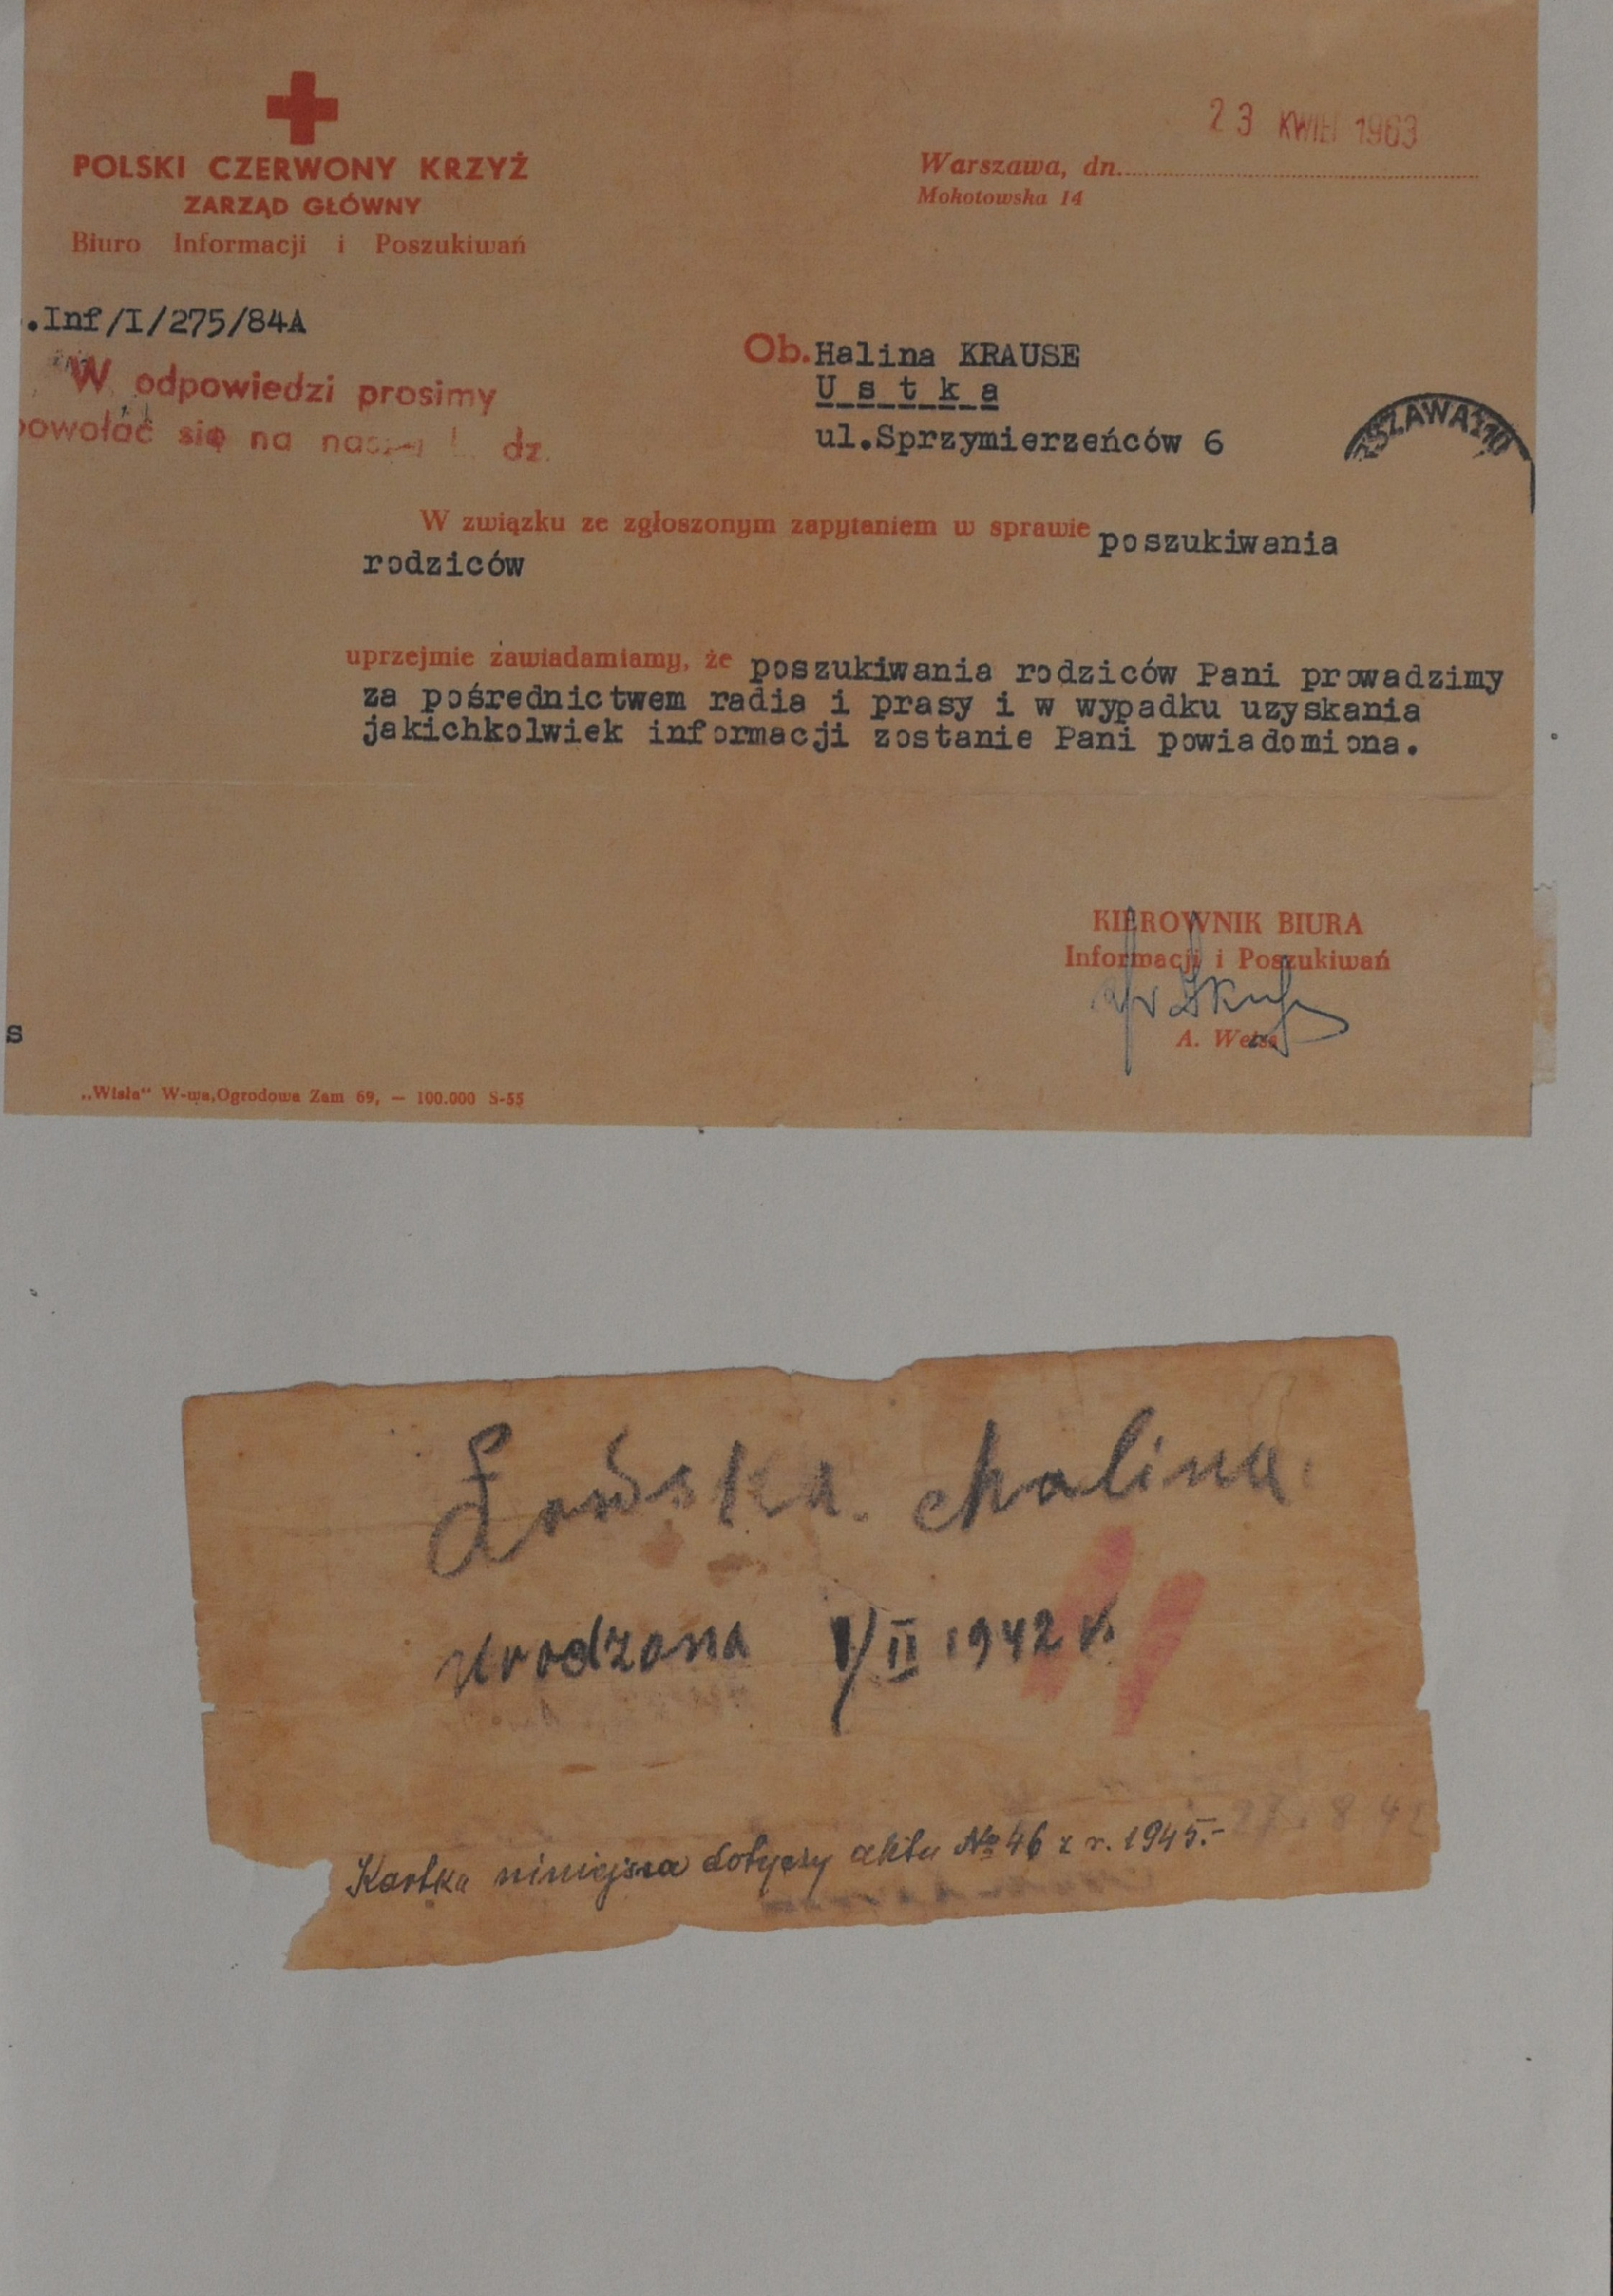 23 KWIE 1963
POLSKI CZERWONY KRZYŻ
ZARZĄD GŁÓWNY
Biuro Informacji i Poszukiwań
Warszawa, dn.
Mokotowska 14
.Inf/I/275/84A
W odpowiedzi prosimy
powołać się na dz.
Ob. Halina KRAUSE
U s t k a
ul.Sprzymierzeńców 6
RSZAWA 110
W związku ze zgłoszonym zapytaniem w sprawie poszukiwania
rodziców
uprzejmie zawiadamiamy, że poszukiwania rodziców Pani prowadzimy
za pośrednictwem radia i prasy i w wypadku uzyskania
jakichkolwiek informacji zostanie Pani powiadomiona.
KIEROWNIK BIURA
Informacji i Poszukiwań
A. Weiss
s
„Wisła“ W-wa,Ogrodowa Zam 69, — 100.000 S-55
Halina
urodzona 1/II 1942 r.
Kartka niniejsza dotyczy aktu № 46 z r. 1945.-